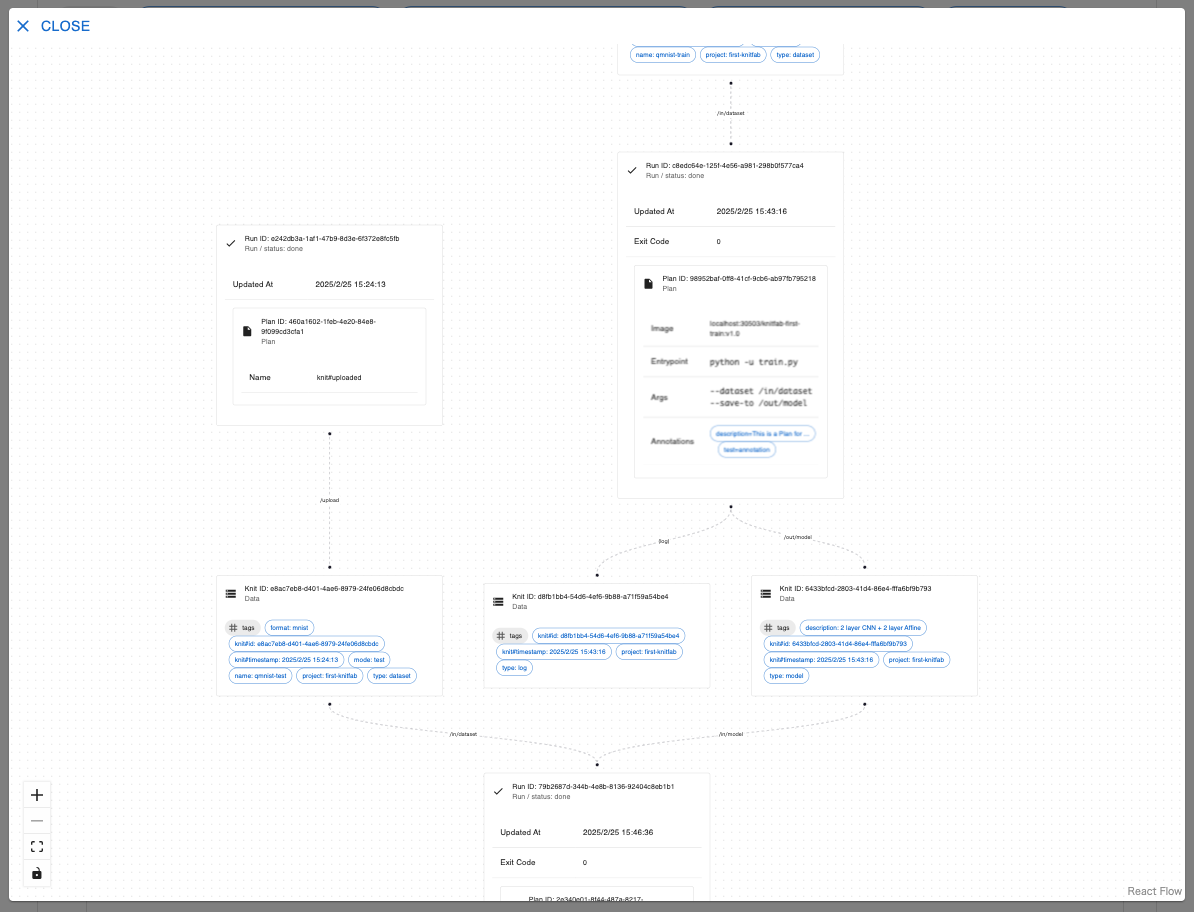 CLOSE
name: qmnist-train
project: first-knitfab
type: dataset
/in/dataset
Run ID: c8edc64e-125f-4e56-a981-298b0f577ca4
Run / status: done
Updated At
2025/2/25 15:43:16
Exit Code
0
Plan ID: 98952baf-0ff8-41cf-9cb6-ab97fb795218
Plan
Image
localhost:30503/knitfab-first-
train:v1.0
Entrypoint
python -u train.py
Args
--dataset /in/dataset
--save-to /out/model
Annotations
description=This is a Plan for ...
test=annotation
Run ID: e242db3a-1af1-47b9-8d3e-6f372e8fc5fb
Run / status: done
Updated At
2025/2/25 15:24:13
Plan ID: 460a1602-1feb-4e20-84e8-
9f099cd3cfa1
Plan
Name
knit#uploaded
/upload
(log)
/out/model
Knit ID: e8ac7eb8-d401-4ae6-8979-24fe06d8cbdc
Data
tags
format: mnist
knit#id: e8ac7eb8-d401-4ae6-8979-24fe06d8cbdc
knit#timestamp: 2025/2/25 15:24:13
mode: test
name: qmnist-test
project: first-knitfab
type: dataset
Knit ID: d8fb1bb4-54d6-4ef6-9b88-a71f59a54be4
Data
tags
knit#id: d8fb1bb4-54d6-4ef6-9b88-a71f59a54be4
knit#timestamp: 2025/2/25 15:43:16
project: first-knitfab
type: log
Knit ID: 6433bfcd-2803-41d4-86e4-fffa6bf9b793
Data
tags
description: 2 layer CNN + 2 layer Affine
knit#id: 6433bfcd-2803-41d4-86e4-fffa6bf9b793
knit#timestamp: 2025/2/25 15:43:16
project: first-knitfab
type: model
/in/dataset
/in/model
Run ID: 79b2687d-344b-4e8b-8136-92404c8eb1b1
Run / status: done
Updated At
2025/2/25 15:46:36
Exit Code
0
Plan ID: 2e340e01-8f44-487a-8217-
React Flow